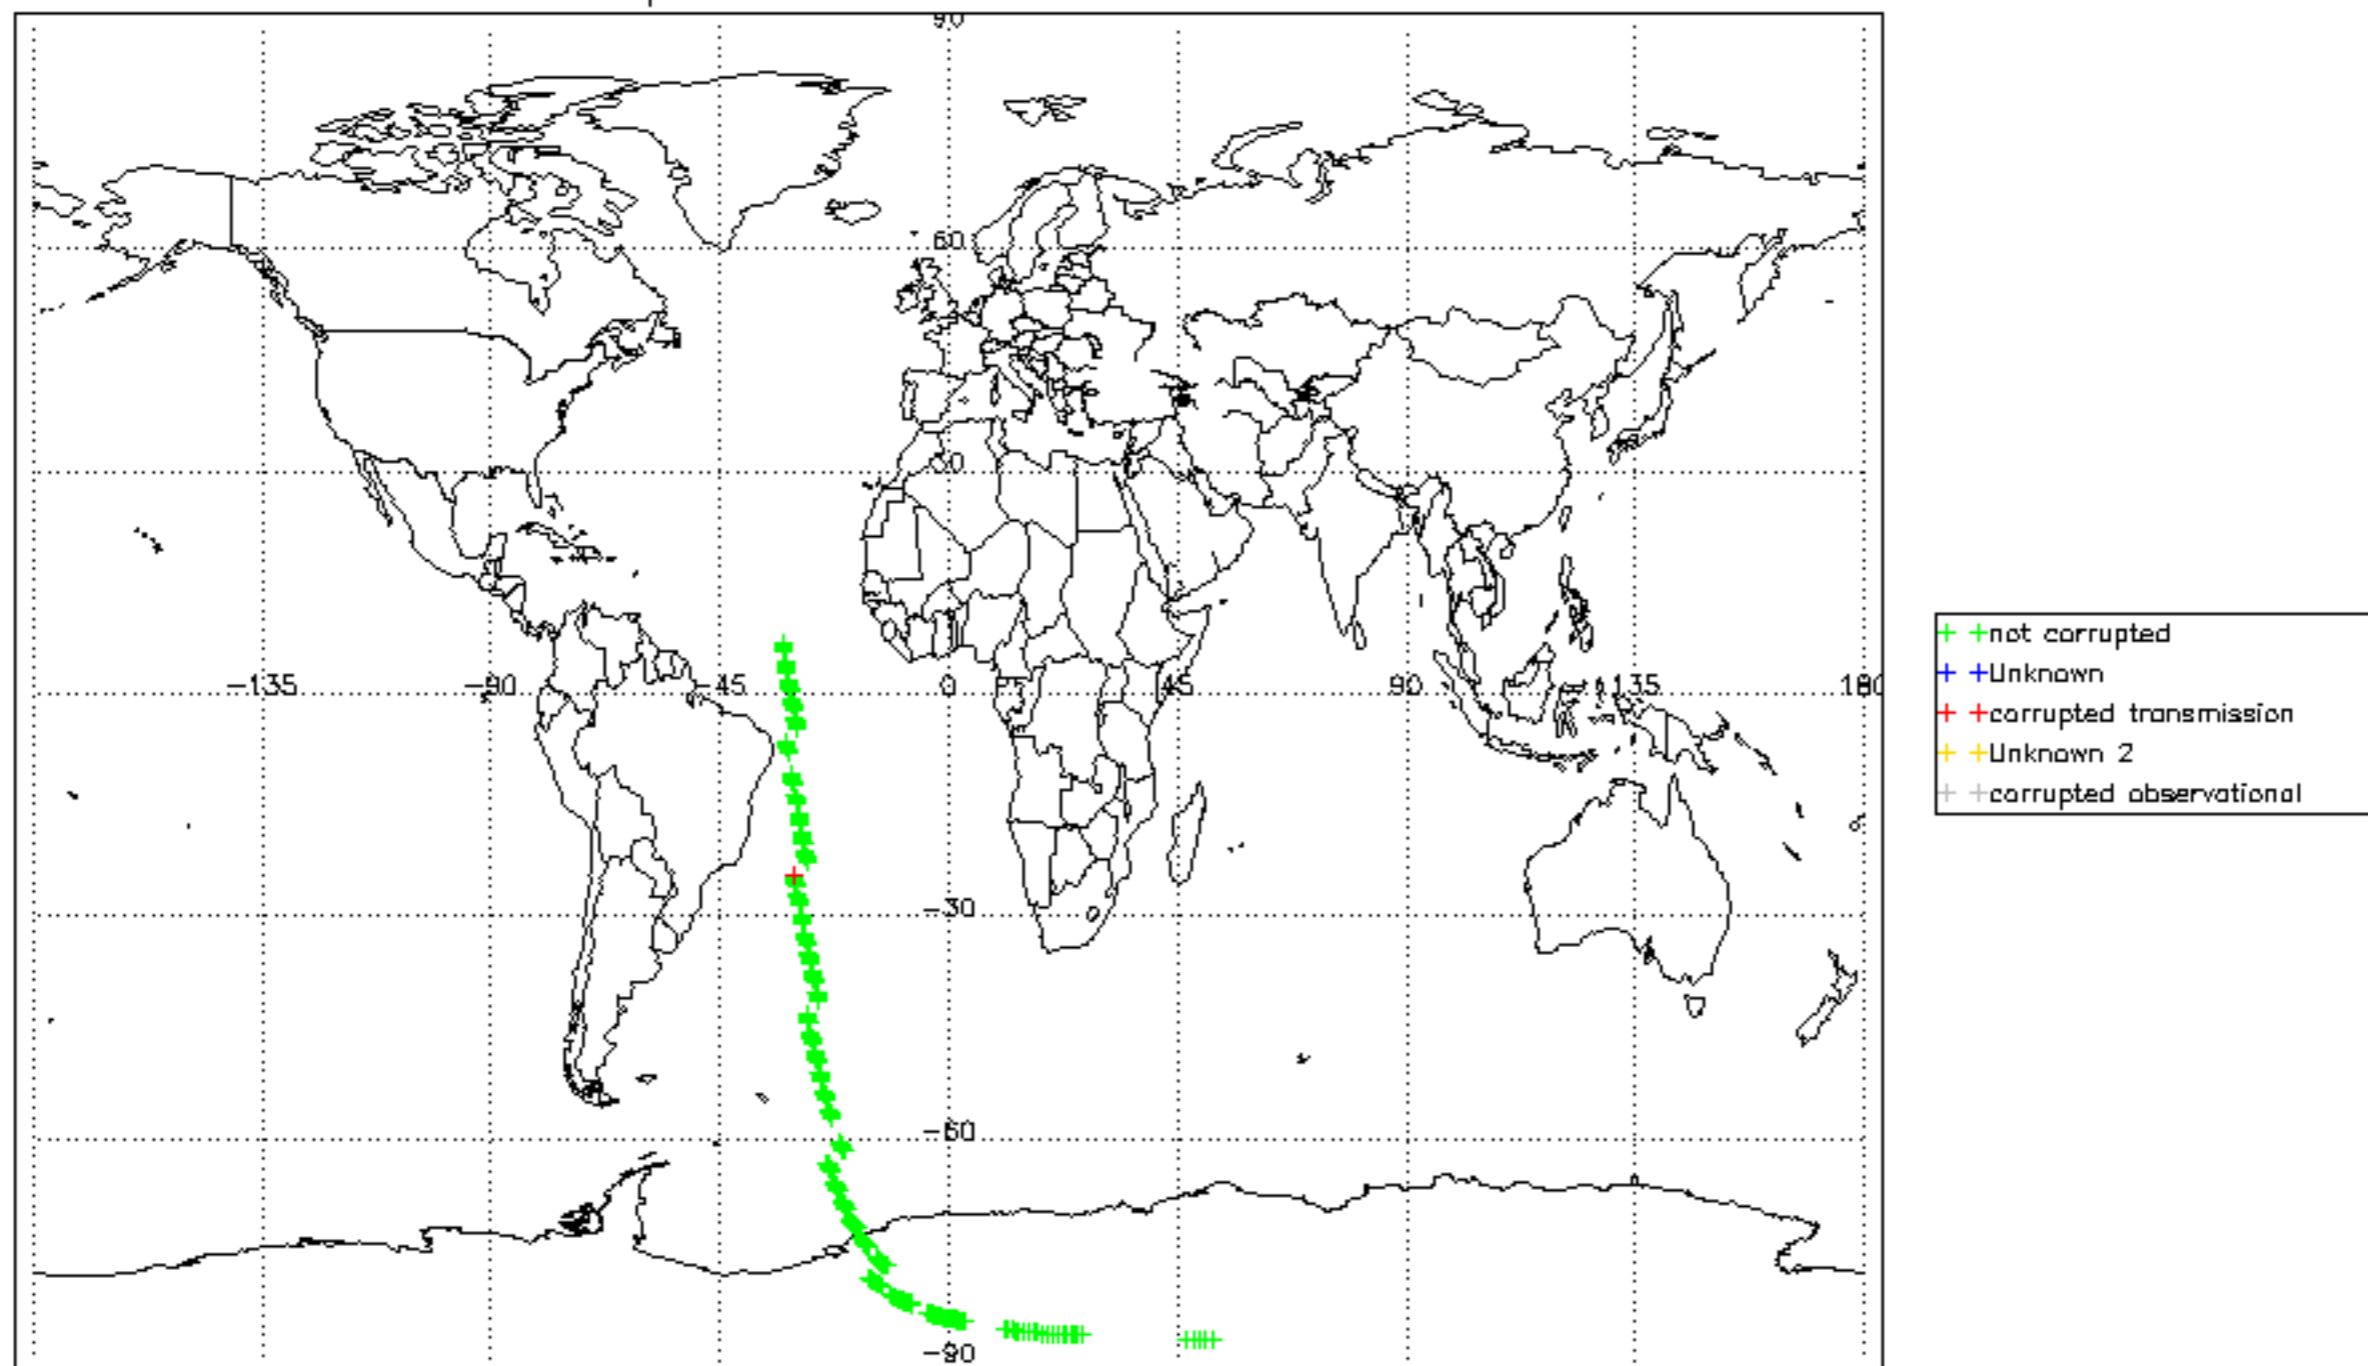 90
60
30
-135 -90 -45 0 45 90 135 180
-30
-60
-90
not corrupted
Unknown
corrupted transmission
Unknown 2
corrupted observational